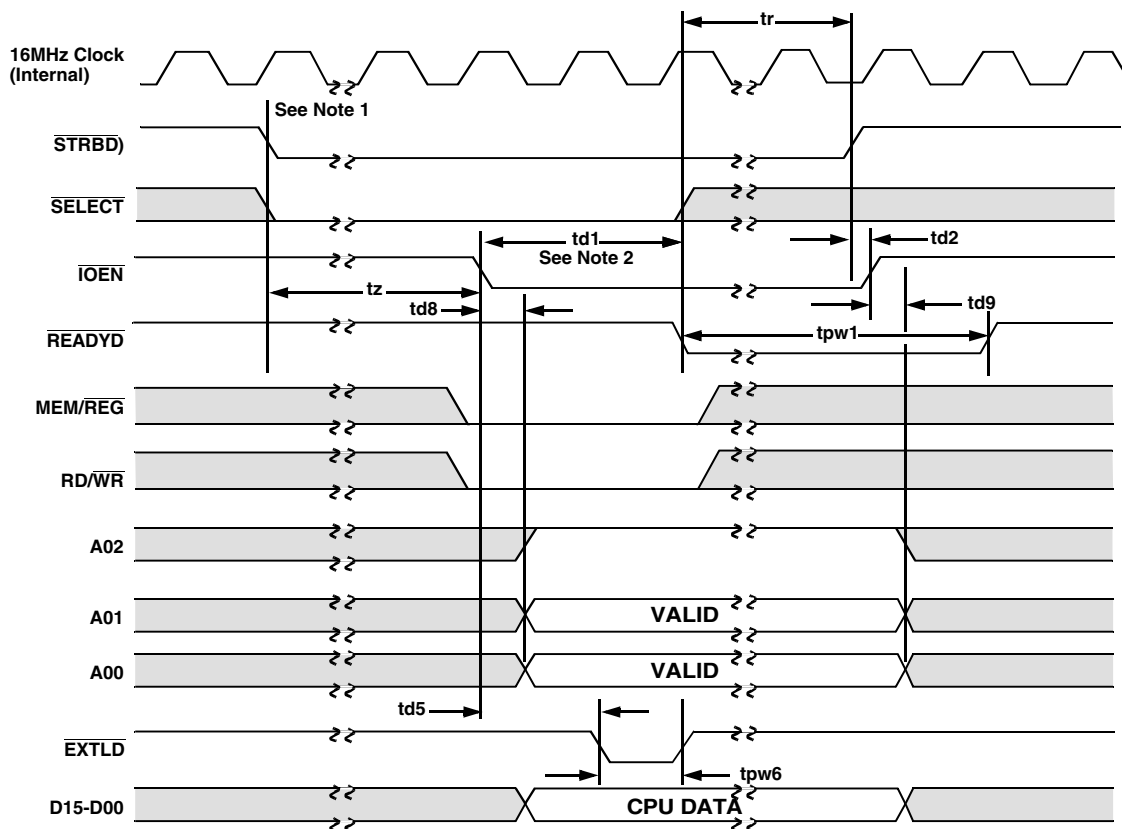 tr
16MHz Clock
(Internal)
See Note 1
STRBD)
SELECT
td1
See Note 2
td2
IOEN
tz
td8
td9
READYD
tpw1
MEM/REG
RD/WR
A02
A01
VALID
A00
VALID
td5
EXTLD
tpw6
D15-D00
CPU DATA